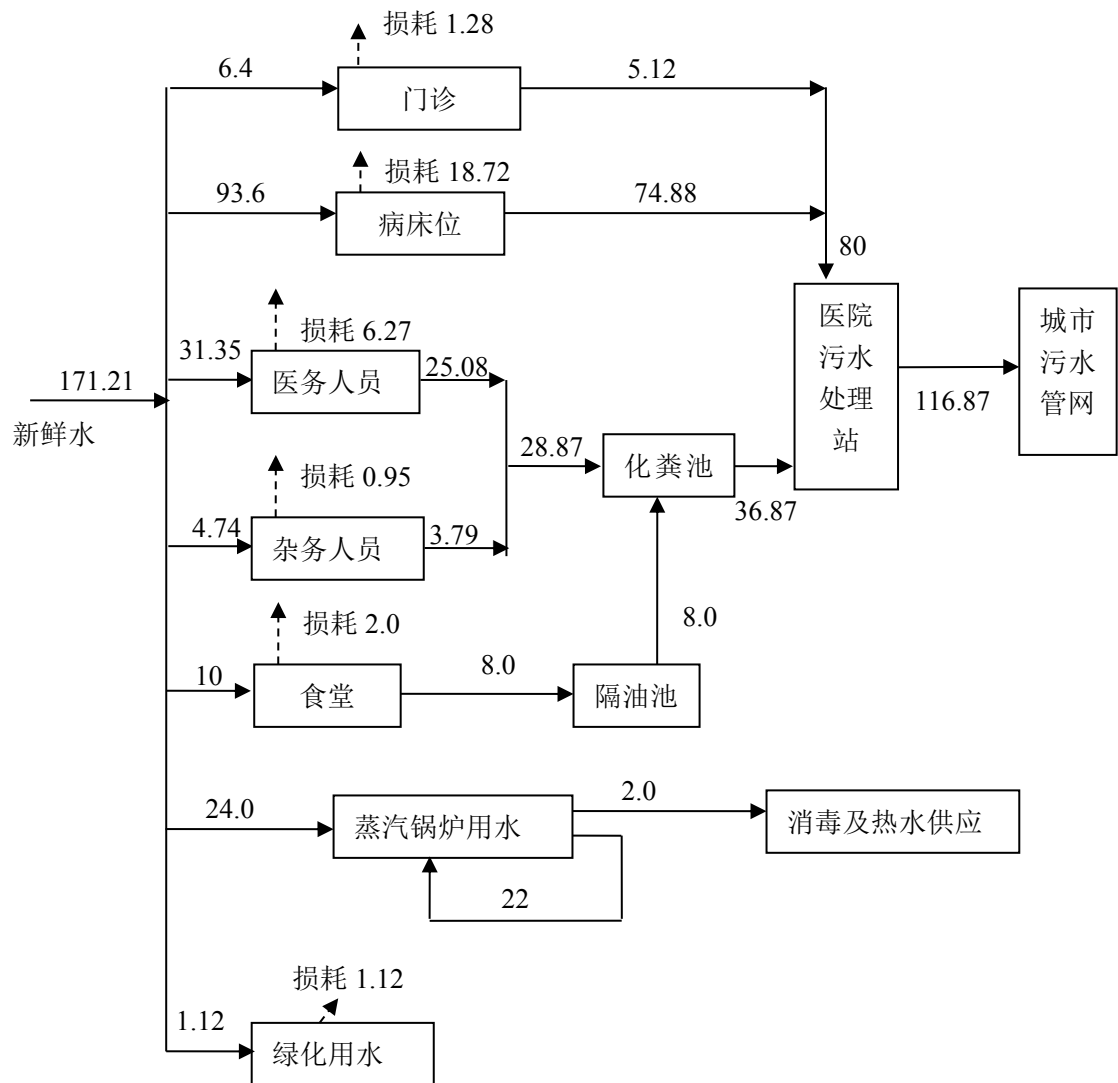 损耗 1.28
6.4
门诊
5.12
损耗 18.72
93.6
病床位
74.88
80
损耗 6.27
31.35
医务人员
25.08
171.21
新鲜水
医院
污水
处理
站
116.87
城市
污水
管网
28.87
化粪池
36.87
损耗 0.95
4.74
杂务人员
3.79
损耗 2.0
10
食堂
8.0
隔油池
8.0
24.0
蒸汽锅炉用水
2.0
消毒及热水供应
22
损耗 1.12
1.12
绿化用水